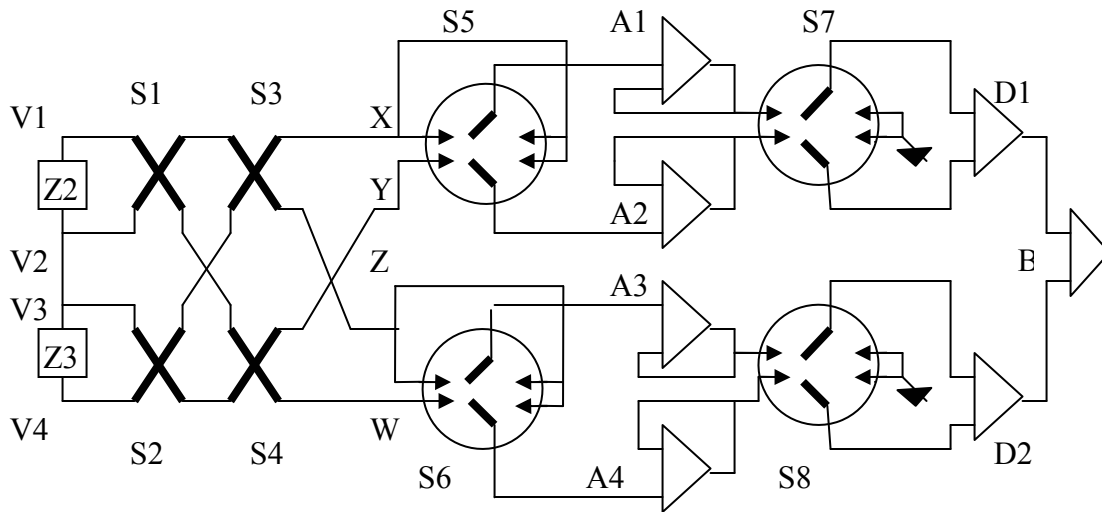 S5 A1 S7
S1 S3 D1
V1 X
Z2 Y
A2
V2 Z B
V3 A3
Z3
V4 W
S2 S4 D2
S6 A4 S8